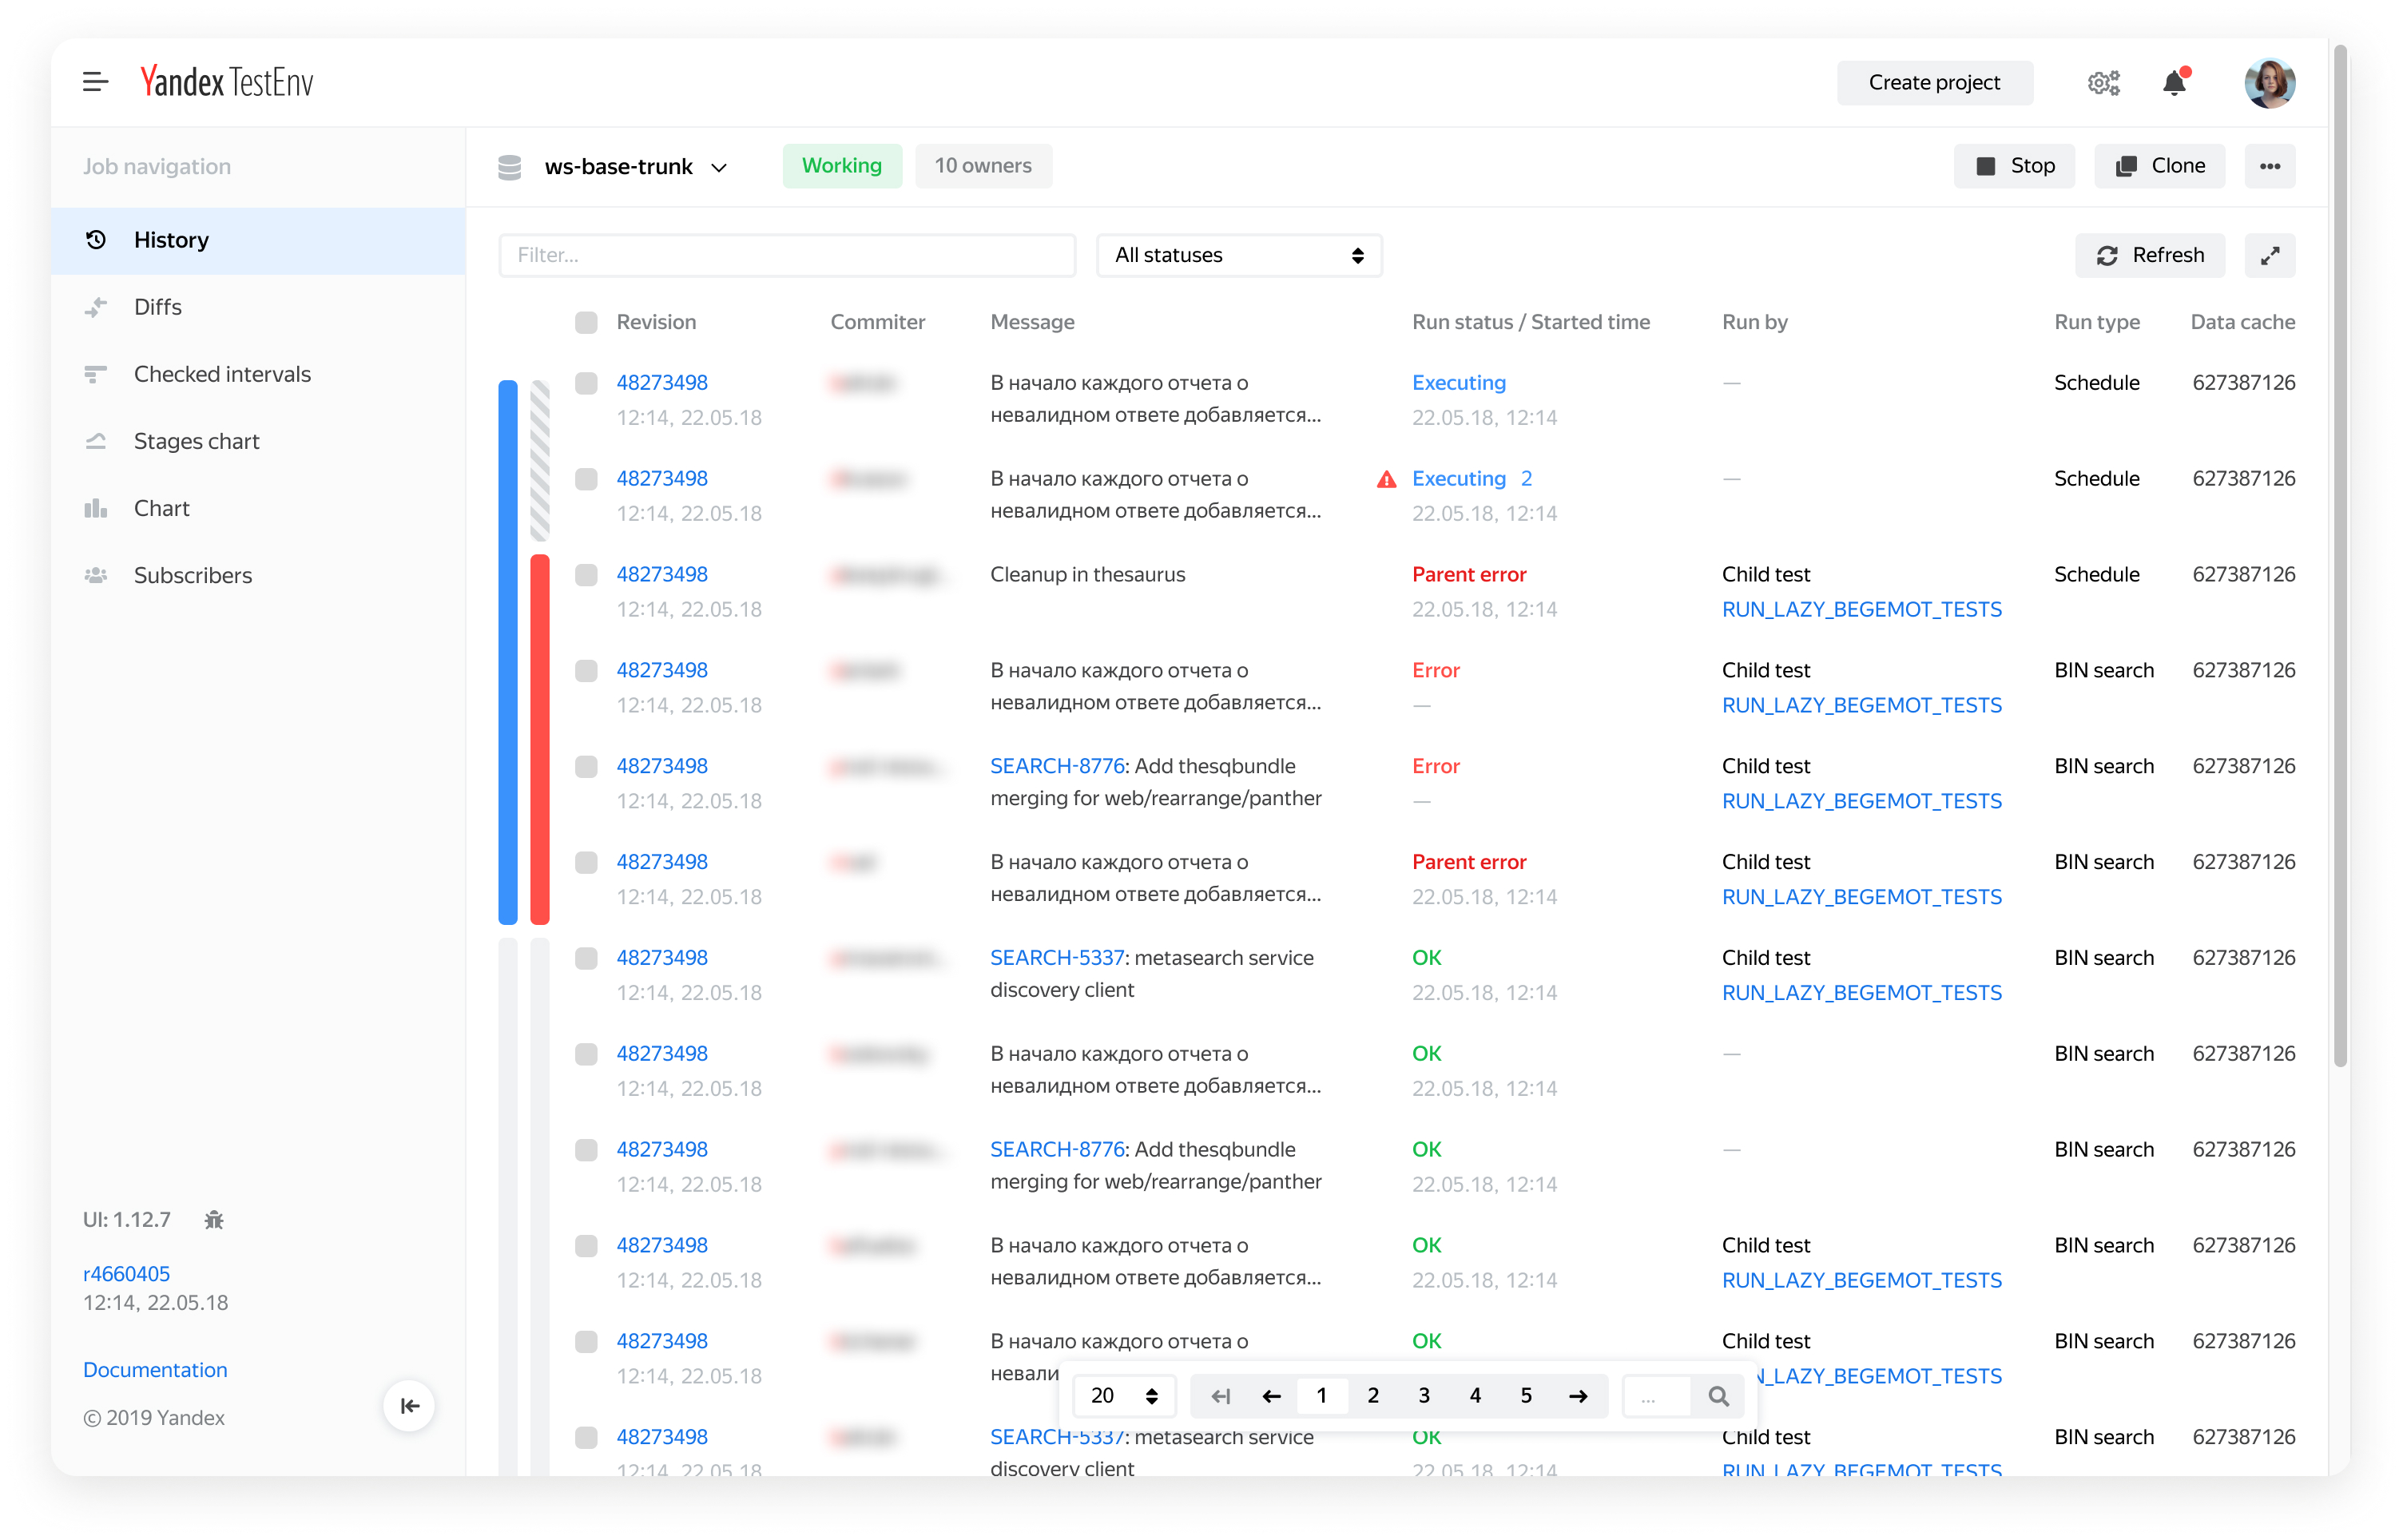 Yandex TestEnv
Create project
Job navigation
ws-base-trunk
Working
10 owners
Stop
Clone
History
Diffs
Checked intervals
Stages chart
Chart
Subscribers
Filter...
All statuses
Refresh
Revision Commiter Message Run status / Started time Run by Run type Data cache
48273498 В начало каждого отчета о Executing — Schedule 627387126
12:14, 22.05.18 невалидном ответе добавляется... 22.05.18, 12:14
48273498 В начало каждого отчета о Executing 2 — Schedule 627387126
12:14, 22.05.18 невалидном ответе добавляется... 22.05.18, 12:14
48273498 Cleanup in thesaurus Parent error Child test Schedule 627387126
12:14, 22.05.18 22.05.18, 12:14 RUN_LAZY_BEGEMOT_TESTS
48273498 В начало каждого отчета о Error Child test BIN search 627387126
12:14, 22.05.18 невалидном ответе добавляется... — RUN_LAZY_BEGEMOT_TESTS
48273498 SEARCH-8776: Add thesqbundle Error Child test BIN search 627387126
12:14, 22.05.18 merging for web/rearrange/panther — RUN_LAZY_BEGEMOT_TESTS
48273498 В начало каждого отчета о Parent error Child test BIN search 627387126
12:14, 22.05.18 невалидном ответе добавляется... 22.05.18, 12:14 RUN_LAZY_BEGEMOT_TESTS
48273498 SEARCH-5337: metasearch service OK Child test BIN search 627387126
12:14, 22.05.18 discovery client 22.05.18, 12:14 RUN_LAZY_BEGEMOT_TESTS
48273498 В начало каждого отчета о OK — BIN search 627387126
12:14, 22.05.18 невалидном ответе добавляется... 22.05.18, 12:14
48273498 SEARCH-8776: Add thesqbundle OK — BIN search 627387126
12:14, 22.05.18 merging for web/rearrange/panther 22.05.18, 12:14
48273498 В начало каждого отчета о OK Child test BIN search 627387126
12:14, 22.05.18 невалидном ответе добавляется... 22.05.18, 12:14 RUN_LAZY_BEGEMOT_TESTS
48273498 В начало каждого отчета о OK Child test BIN search 627387126
12:14, 22.05.18 невали N_LAZY_BEGEMOT_TESTS
48273498 SEARCH-5337: metasearch service OK Child test BIN search 627387126
12:14, 22.05.18 discovery client 22.05.18, 12:14 RUN_LAZY_BEGEMOT_TESTS
20 1 2 3 4 5 ...
UI: 1.12.7
r4660405
12:14, 22.05.18
Documentation
© 2019 Yandex